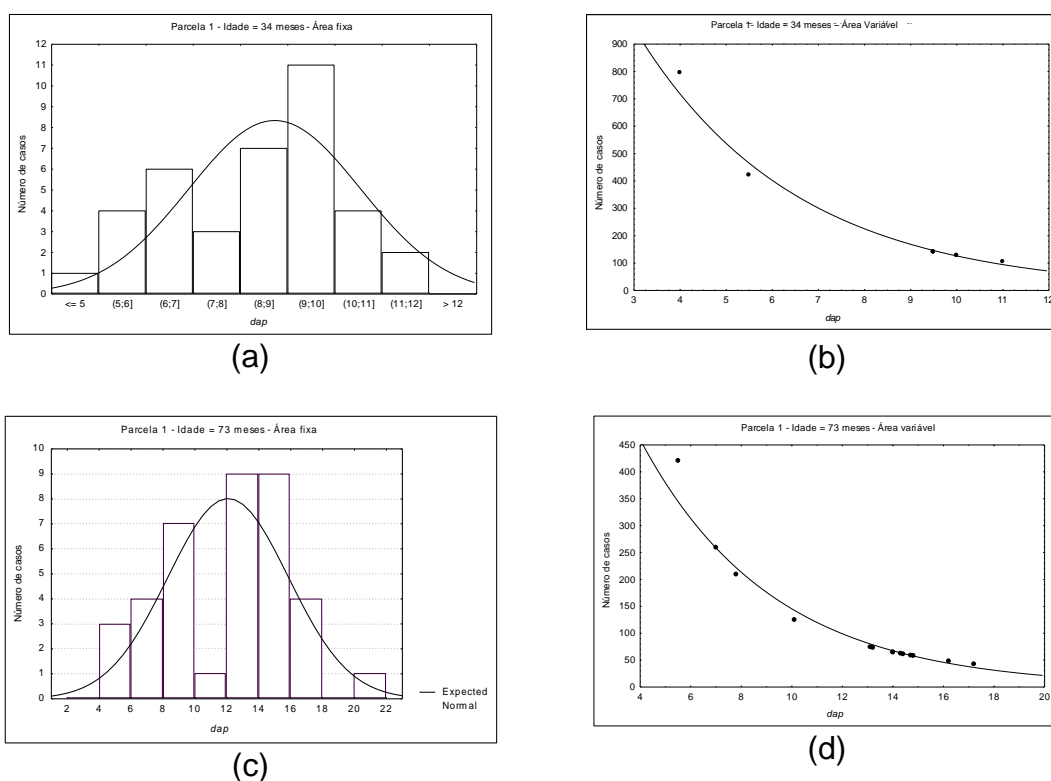 Parcela 1 - Idade = 34 meses - Área fixa
Número de casos
12
11
10
9
8
7
6
5
4
3
2
1
0
<= 5 (5;6] (6;7] (7;8] (8;9] (9;10] (10;11] (11;12] > 12
dap
(a)
Parcela 1 - Idade = 34 meses - Área Variável
Número de casos
900
800
700
600
500
400
300
200
100
0
3 4 5 6 7 8 9 10 11 12
dap
(b)
Parcela 1 - Idade = 73 meses - Área fixa
Número de casos
10
9
8
7
6
5
4
3
2
1
0
2 4 6 8 10 12 14 16 18 20 22
dap
Expected
Normal
(c)
Parcela 1 - Idade = 73 meses - Área variável
Número de casos
450
400
350
300
250
200
150
100
50
0
4 6 8 10 12 14 16 18 20
dap
(d)